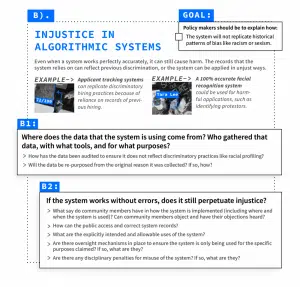 B).
GOAL:
Policy makers should be to explain how:
The system will not replicate historical
patterns of bias like racism or sexism.
INJUSTICE IN
ALGORITHMIC SYSTEMS
Even when a system works perfectly accurately, it can still cause harm. The records that
the system relies on can reflect previous discrimination, or the system can be applied in unjust ways.
EXAMPLE—>
Applicant tracking systems
can replicate discriminatory
hiring practices because of
reliance on records of previ-
ous hiring.
EXAMPLE—>
A 100% accurate facial
recognition system
could be used for harm-
ful applications, such as
identifying protesters.
Tara Lee
B1:
Where does the data that the system is using come from? Who gathered that
data, with what tools, and for what purposes?
> How has the data been audited to ensure it does not reflect discriminatory practices like racial profiling?
> Will the data be re-purposed from the original reason it was collected? If so, how?
B2:
If the system works without errors, does it still perpetuate injustice?
> What say do community members have in how the system is implemented (including where and
when the system is used)? Can community members object and have their objections heard?
> How can the public access and correct system records?
> What are the explicitly intended and allowable uses of the system?
> Are there oversight mechanisms in place to ensure the system is only being used for the specific
purposes claimed? If so, what are they?
> Are there any disciplinary penalties for misuse of the system? If so, what are they?